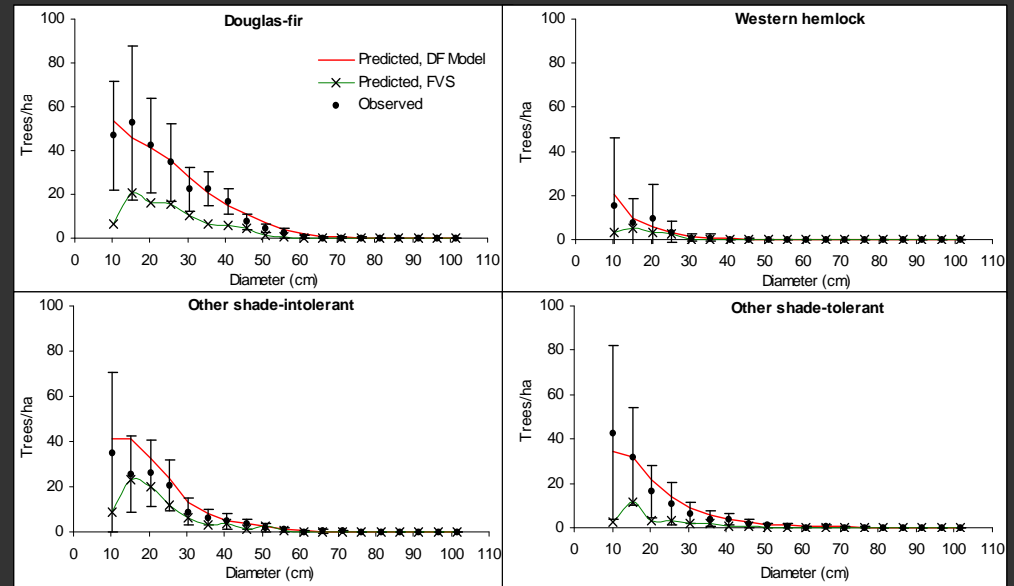 Douglas-fir
Trees/ha
100
80
60
40
20
0
Predicted, DF Model
Predicted, FVS
Observed
0 10 20 30 40 50 60 70 80 90 100 110
Diameter (cm)
Western hemlock
Trees/ha
100
80
60
40
20
0
0 10 20 30 40 50 60 70 80 90 100 110
Diameter (cm)
Other shade-intolerant
Trees/ha
100
80
60
40
20
0
0 10 20 30 40 50 60 70 80 90 100 110
Diameter (cm)
Other shade-tolerant
Trees/ha
100
80
60
40
20
0
0 10 20 30 40 50 60 70 80 90 100 110
Diameter (cm)